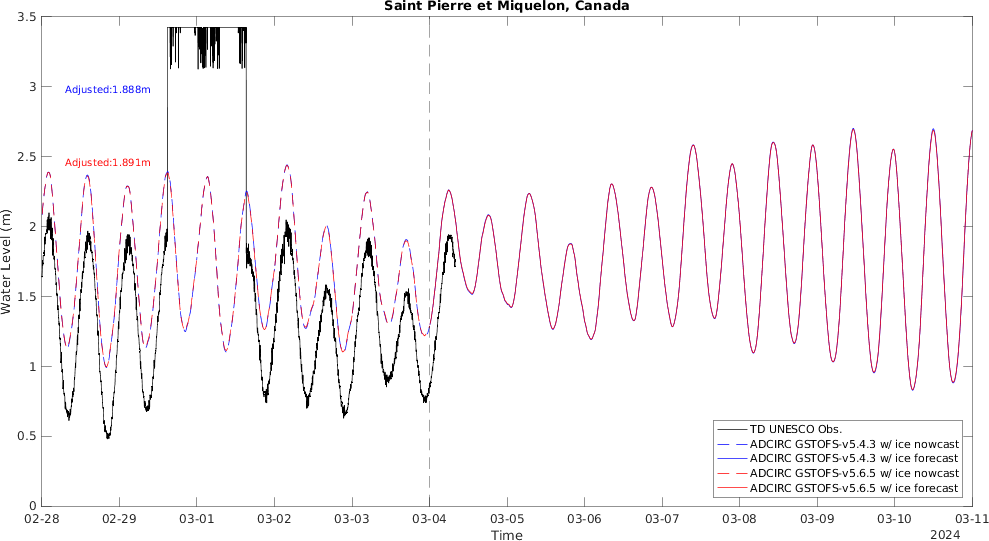 Saint Pierre et Miquelon, Canada
3.5
3
2.5
2
1.5
1
0.5
0
Water Level (m)
Adjusted:1.888m
Adjusted:1.891m
TD UNESCO Obs.
ADCIRC GSTOFS-v5.4.3 w/ ice nowcast
ADCIRC GSTOFS-v5.4.3 w/ ice forecast
ADCIRC GSTOFS-v5.6.5 w/ ice nowcast
ADCIRC GSTOFS-v5.6.5 w/ ice forecast
02-28 02-29 03-01 03-02 03-03 03-04 03-05 03-06 03-07 03-08 03-09 03-10 03-11
Time
2024